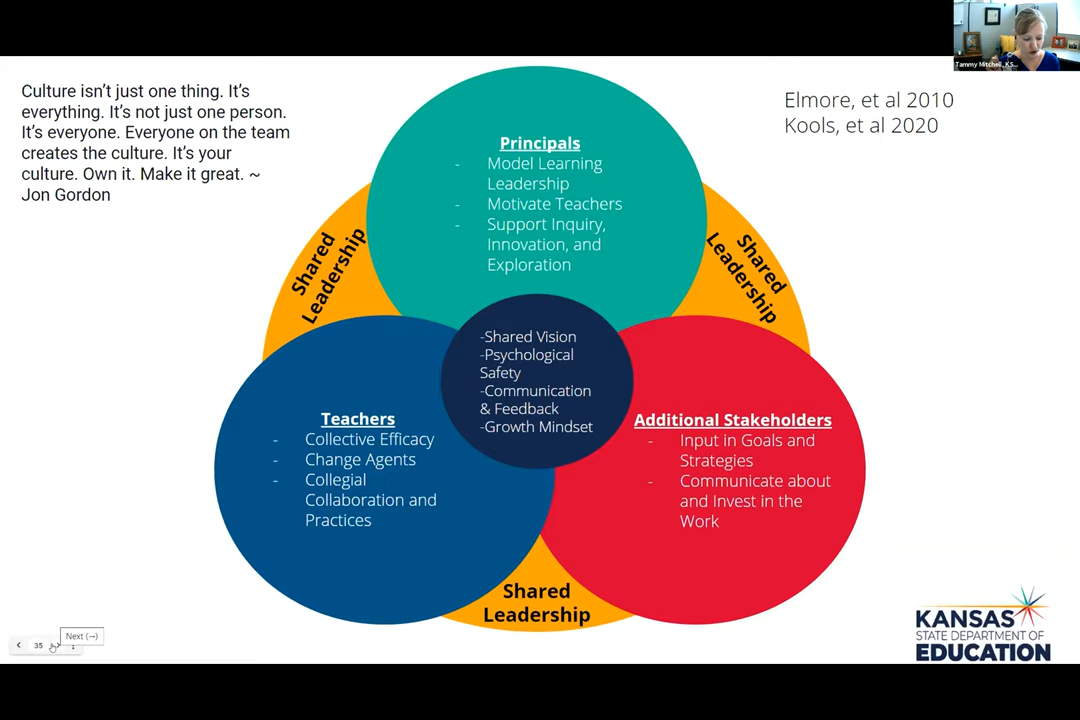 Tammy Mitchell, KS...
Culture isn't just one thing. It's
everything. It's not just one person.
It's everyone. Everyone on the team
creates the culture. It's your
culture. Own it. Make it great. ~
Jon Gordon
Elmore, et al 2010
Kools, et al 2020
Principals
- Model Learning
Leadership
- Motivate Teachers
- Support Inquiry,
Innovation, and
Exploration
Shared
Leadership
Shared
Leadership
-Shared Vision
-Psychological
Safety
-Communication
& Feedback
-Growth Mindset
Teachers
- Collective Efficacy
- Change Agents
- Collegial
Collaboration and
Practices
Additional Stakeholders
- Input in Goals and
Strategies
- Communicate about
and Invest in the
Work
Shared
Leadership
KANSAS
STATE DEPARTMENT OF
EDUCATION
Next (→)
35